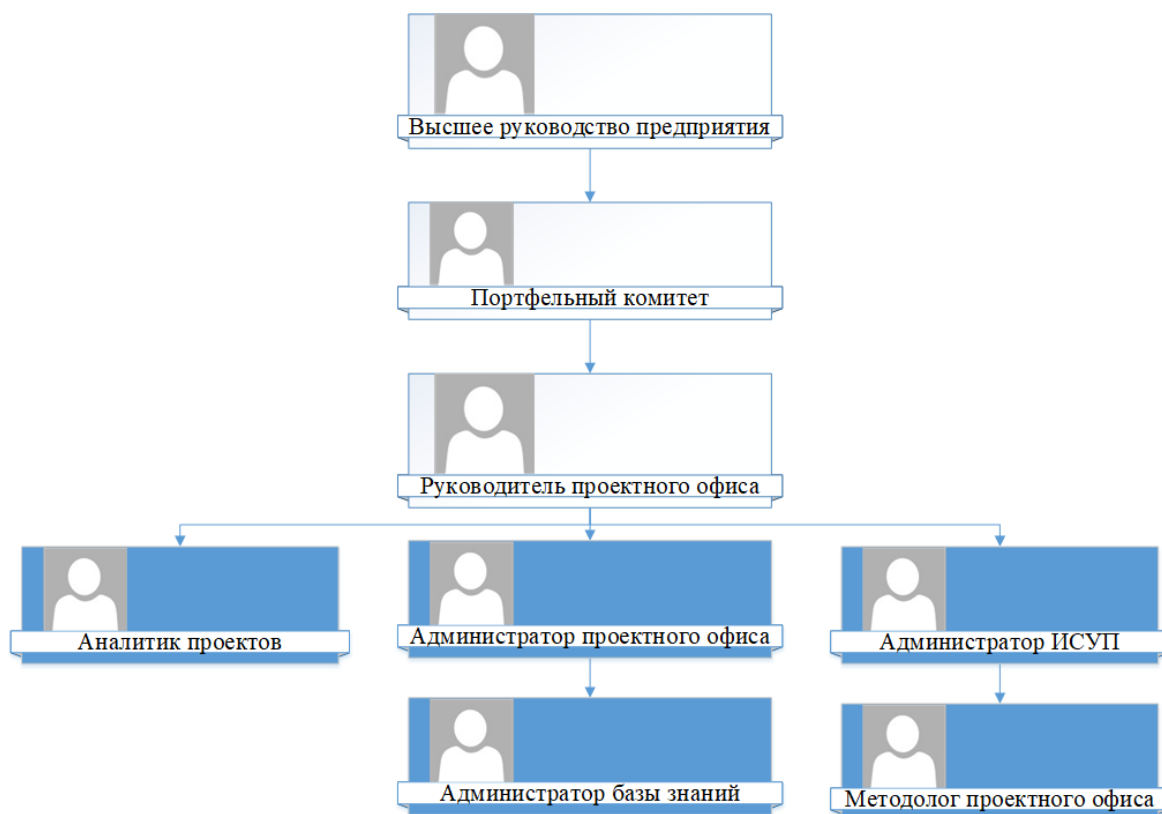 Высшее руководство предприятия
Портфельный комитет
Руководитель проектного офиса
Аналитик проектов
Администратор проектного офиса
Администратор ИСУП
Администратор базы знаний
Методолог проектного офиса